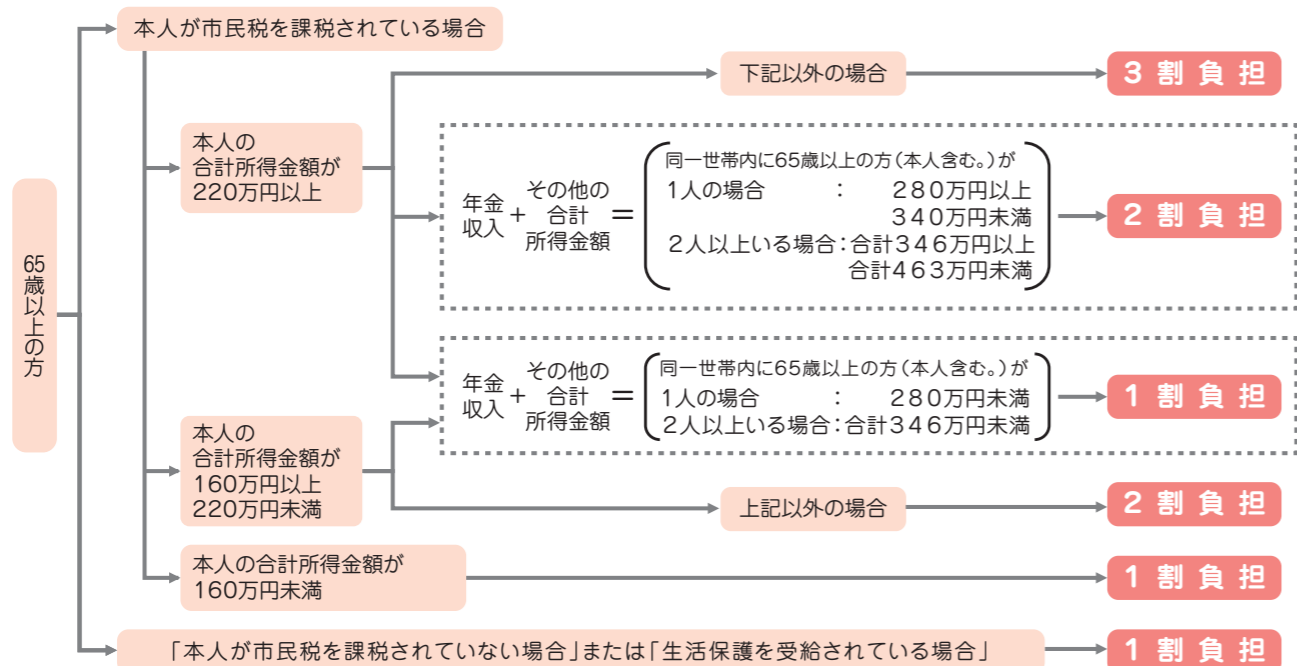 65歳以上の方
本人が市民税を課税されている場合
本人の
合計所得金額が
220万円以上
下記以外の場合
3割負担
年金
収入
+
その他の
合計
所得金額
=
同一世帯内に65歳以上の方(本人含む。)が
1人の場合 : 280万円以上
340万円未満
2人以上いる場合:合計346万円以上
合計463万円未満
2割負担
年金
収入
+
その他の
合計
所得金額
=
同一世帯内に65歳以上の方(本人含む。)が
1人の場合 : 280万円未満
2人以上いる場合:合計346万円未満
1割負担
本人の
合計所得金額が
160万円以上
220万円未満
上記以外の場合
2割負担
本人の合計所得金額が
160万円未満
1割負担
「本人が市民税を課税されていない場合」または「生活保護を受給されている場合」
1割負担